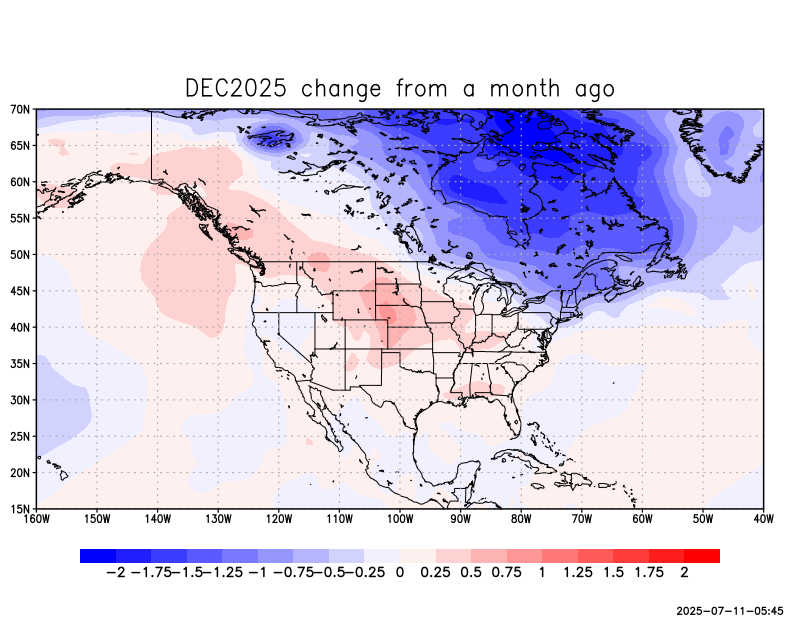 DEC2025 change from a month ago
70N
65N
60N
55N
50N
45N
40N
35N
30N
25N
20N
15N
160W 150W 140W 130W 120W 110W 100W 90W 80W 70W 60W 50W 40W
-2 -1.75 -1.5 -1.25 -1 -0.75 -0.5 -0.25 0 0.25 0.5 0.75 1 1.25 1.5 1.75 2
2025-07-11-05:45